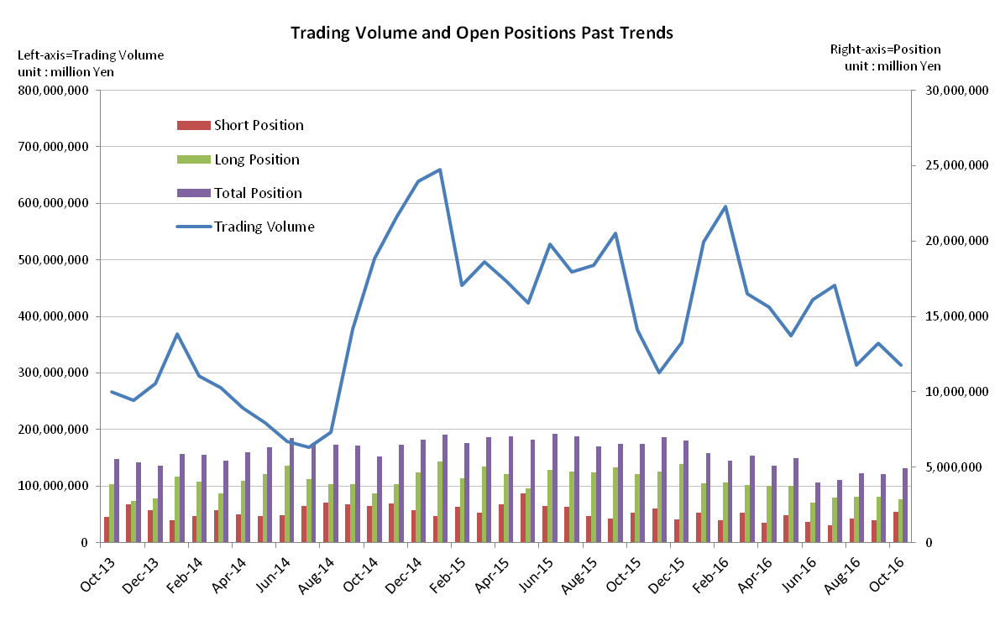 Trading Volume and Open Positions Past Trends
Left-axis=Trading Volume
unit : million Yen
Right-axis=Position
unit : million Yen
800,000,000
700,000,000
600,000,000
500,000,000
400,000,000
300,000,000
200,000,000
100,000,000
0
Short Position
Long Position
Total Position
Trading Volume
30,000,000
25,000,000
20,000,000
15,000,000
10,000,000
5,000,000
0
Oct-13
Dec-13
Feb-14
Apr-14
Jun-14
Aug-14
Oct-14
Dec-14
Feb-15
Apr-15
Jun-15
Aug-15
Oct-15
Dec-15
Feb-16
Apr-16
Jun-16
Aug-16
Oct-16